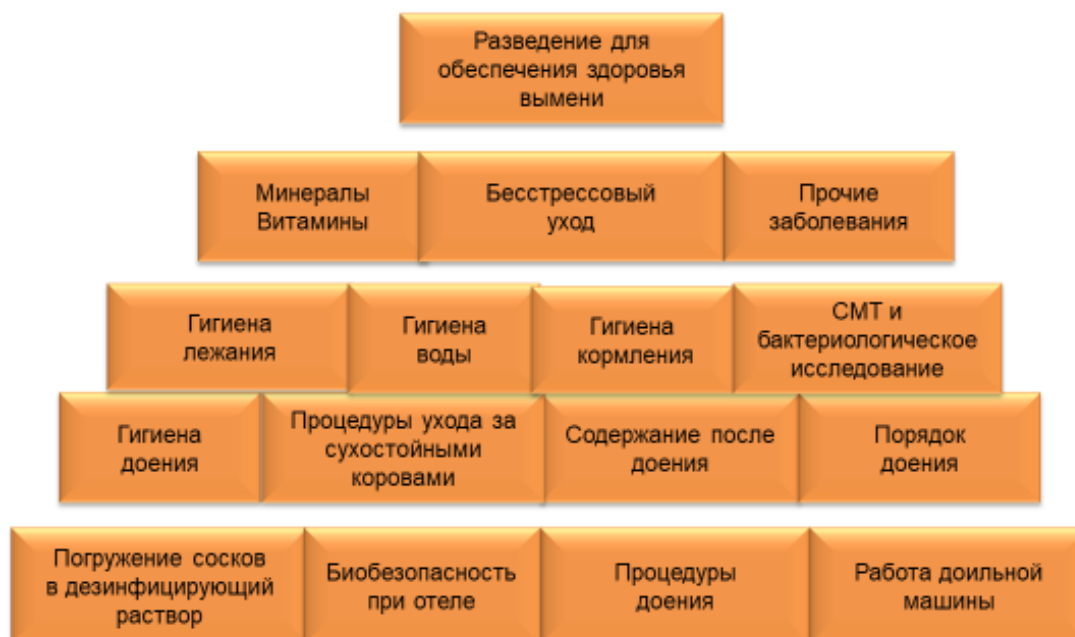 Разведение для
обеспечения здоровья
вымени
Минералы
Витамины
Бесстрессовый
уход
Прочие
заболевания
Гигиена
лежания
Гигиена
воды
Гигиена
кормления
СМТ и
бактериологическое
исследование
Гигиена
доения
Процедуры ухода за
сухостойными
коровами
Содержание после
доения
Порядок
доения
Погружение сосков
в дезинфицирующий
раствор
Биобезопасность
при отеле
Процедуры
доения
Работа доильной
машины